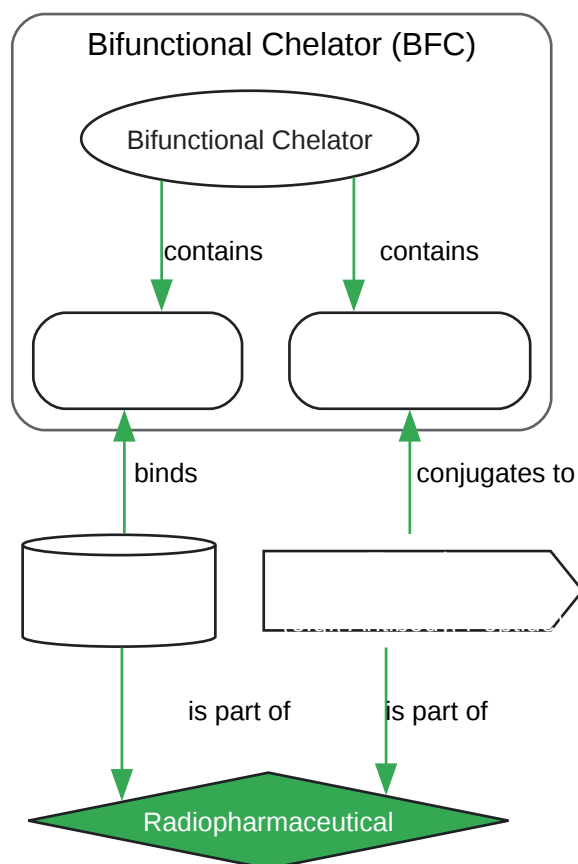 Bifunctional Chelator (BFC)
Bifunctional Chelator
contains
contains
binds
conjugates to
is part of
is part of
Radiopharmaceutical